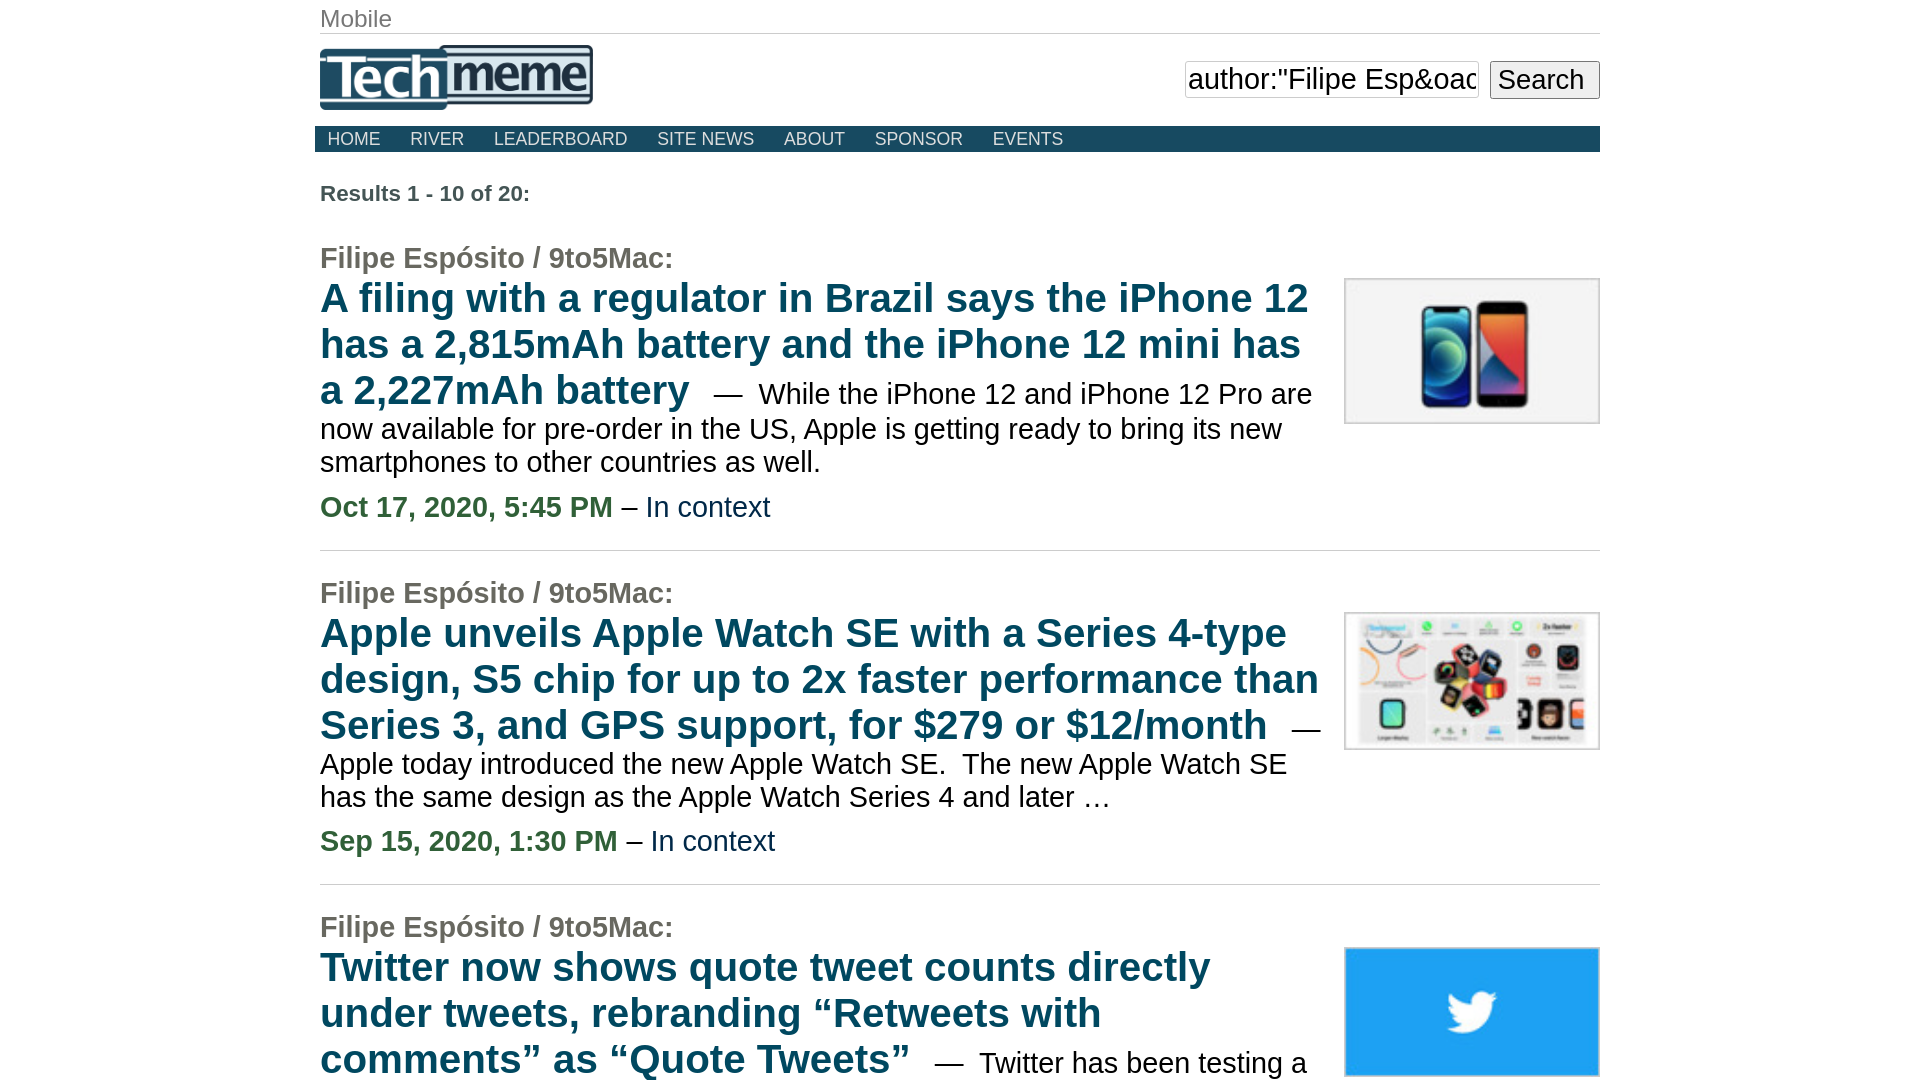 Mobile
Techmeme
author:"Filipe Esp&oac
Search
HOME RIVER LEADERBOARD SITE NEWS ABOUT SPONSOR EVENTS
Results 1 - 10 of 20:
Filipe Espósito / 9to5Mac:
A filing with a regulator in Brazil says the iPhone 12
has a 2,815mAh battery and the iPhone 12 mini has
a 2,227mAh battery — While the iPhone 12 and iPhone 12 Pro are
now available for pre-order in the US, Apple is getting ready to bring its new
smartphones to other countries as well.
Oct 17, 2020, 5:45 PM – In context
Filipe Espósito / 9to5Mac:
Apple unveils Apple Watch SE with a Series 4-type
design, S5 chip for up to 2x faster performance than
Series 3, and GPS support, for $279 or $12/month —
Apple today introduced the new Apple Watch SE. The new Apple Watch SE
has the same design as the Apple Watch Series 4 and later …
Sep 15, 2020, 1:30 PM – In context
2x faster
Filipe Espósito / 9to5Mac:
Twitter now shows quote tweet counts directly
under tweets, rebranding “Retweets with
comments” as “Quote Tweets” — Twitter has been testing a